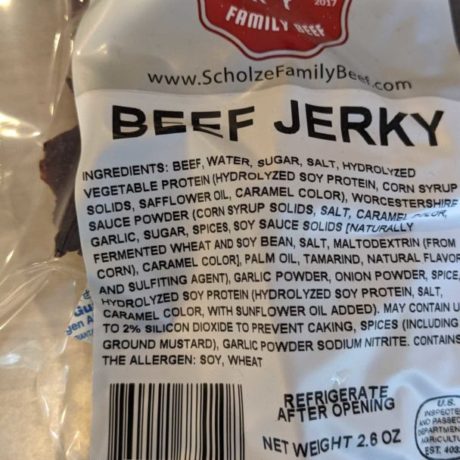 2017
FAMILY BEEF
www.ScholzeFamilyBeef.com
BEEF JERKY
INGREDIENTS: BEEF, WATER, SUGAR, SALT, HYDROLYZED
VEGETABLE PROTEIN (HYDROLYZED SOY PROTEIN, CORN SYRUP
SOLIDS, SAFFLOWER OIL, CARAMEL COLOR), WORCESTERSHIRE
SAUCE POWDER (CORN SYRUP SOLIDS, SALT, CARAMEL COLOR,
GARLIC, SUGAR, SPICES, SOY SAUCE SOLIDS [NATURALLY
FERMENTED WHEAT AND SOY BEAN, SALT, MALTODEXTRIN (FROM
CORN), CARAMEL COLOR], PALM OIL, TAMARIND, NATURAL FLAVOR
AND SULFITING AGENT), GARLIC POWDER, ONION POWDER, SPICE,
HYDROLYZED SOY PROTEIN (HYDROLYZED SOY PROTEIN, SALT,
CARAMEL COLOR, WITH SUNFLOWER OIL ADDED). MAY CONTAIN U
TO 2% SILICON DIOXIDE TO PREVENT CAKING, SPICES (INCLUDING
GROUND MUSTARD), GARLIC POWDER SODIUM NITRITE. CONTAINS
THE ALLERGEN: SOY, WHEAT
REFRIGERATE
AFTER OPENING
NET WEIGHT 2.6 OZ
U.S.
INSPECTED
AND PASSED
DEPARTMENT
AGRICULTU
EST. 403